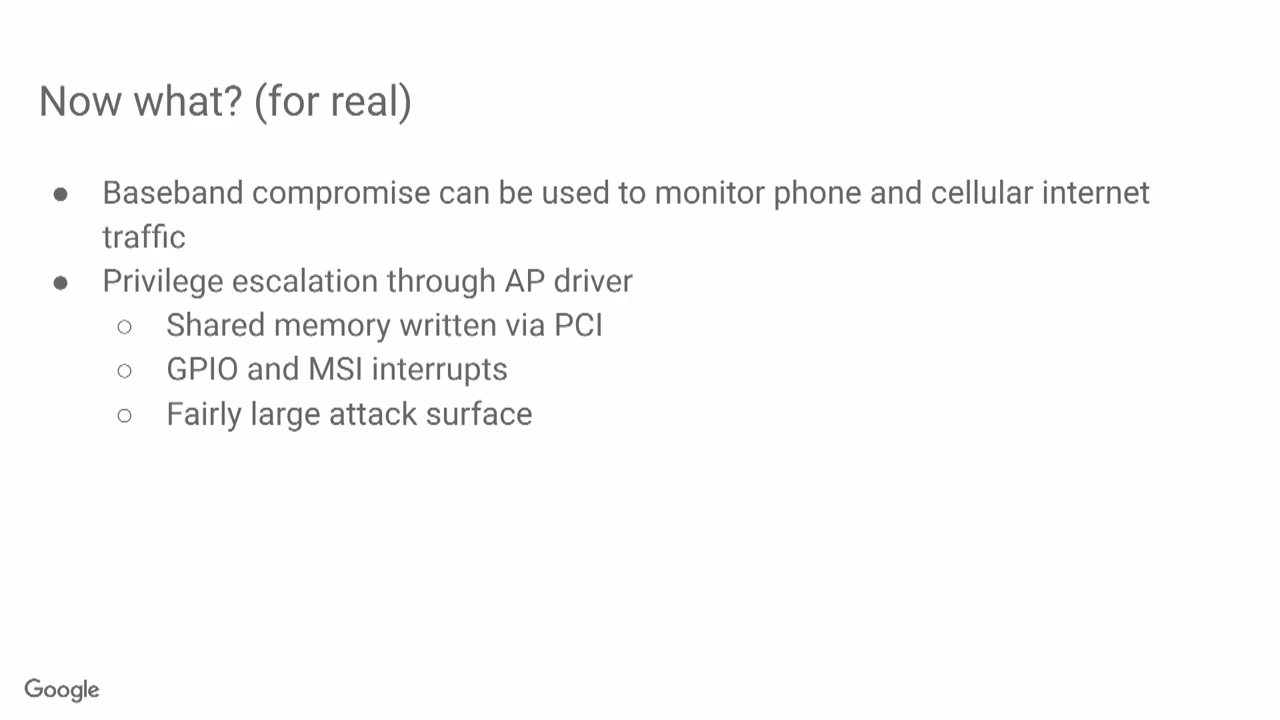 Now what? (for real)
● Baseband compromise can be used to monitor phone and cellular internet
traffic
● Privilege escalation through AP driver
○ Shared memory written via PCI
○ GPIO and MSI interrupts
○ Fairly large attack surface
Google